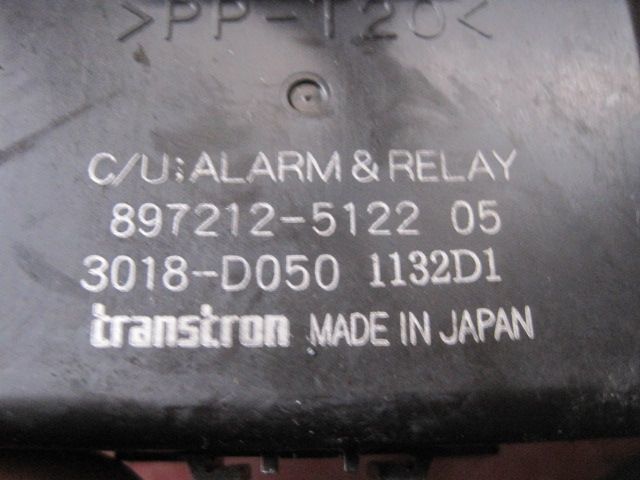 >PP-T20<
C/U;ALARM & RELAY
897212-5122 05
3018-D050 1132D1
transtron MADE IN JAPAN